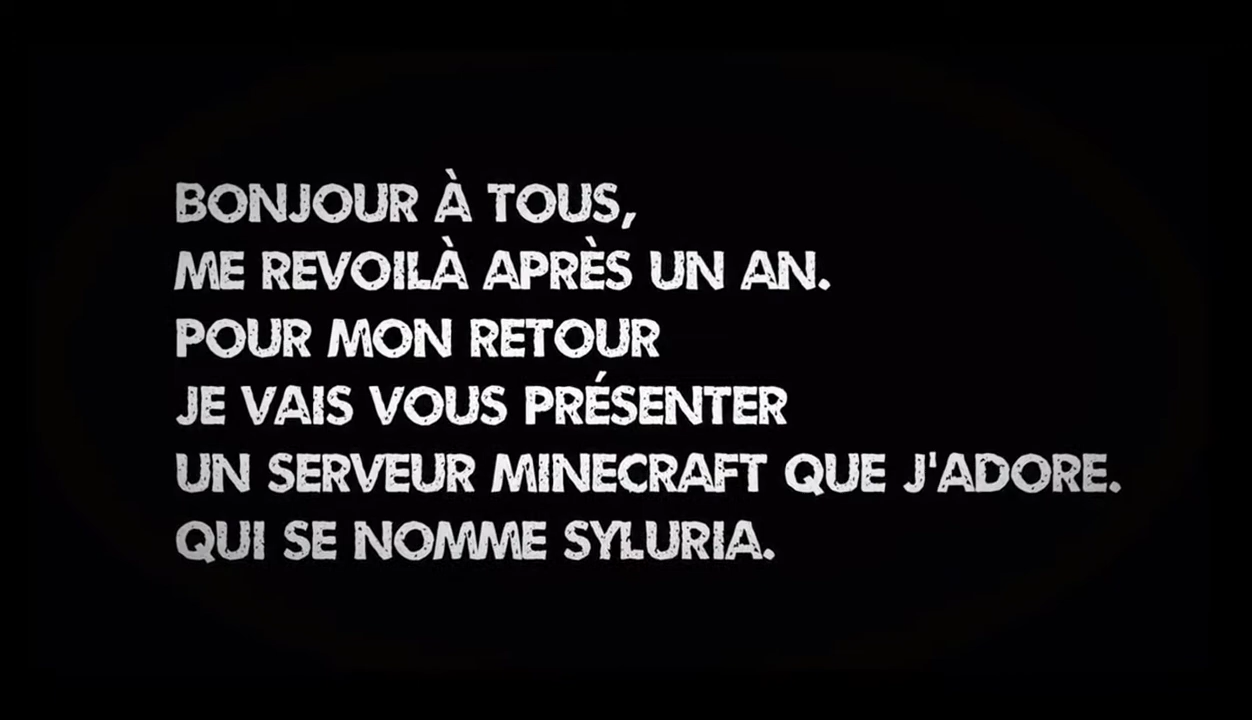 BONJOUR À TOUS,
ME REVOILÀ APRÈS UN AN.
POUR MON RETOUR
JE VAIS VOUS PRÉSENTER
UN SERVEUR MINECRAFT QUE J'ADORE.
QUI SE NOMME SYLURIA.